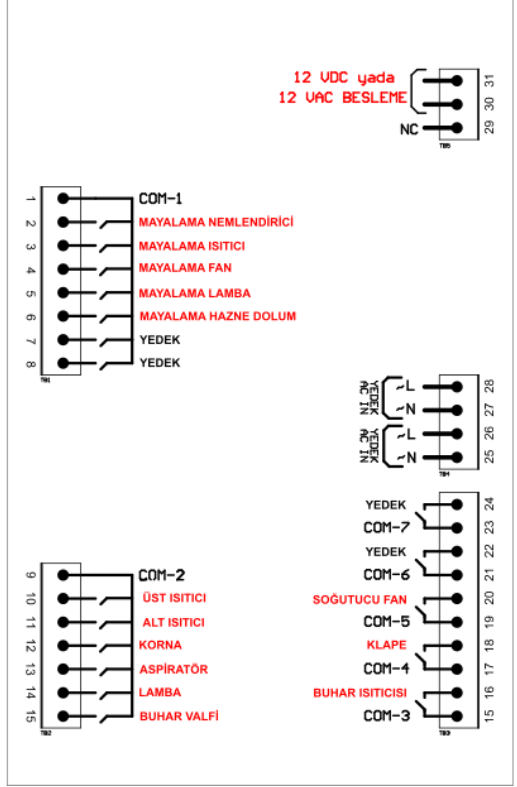 12 VDC yada
12 VAC BESLEME
NC
31
30
29
TB5
1
COM-1
2
MAYALAMA NEMLENDİRİCİ
3
MAYALAMA ISITICI
4
MAYALAMA FAN
5
MAYALAMA LAMBA
6
MAYALAMA HAZNE DOLUM
7
YEDEK
8
YEDEK
TB1
YEDEK
AC IN
~L
28
~N
27
YEDEK
AC IN
~L
26
~N
25
TB4
YEDEK
24
COM-7
23
YEDEK
22
COM-6
21
SOĞUTUCU FAN
20
COM-5
19
KLAPE
18
COM-4
17
BUHAR ISITICISI
16
COM-3
15
TB3
9
COM-2
10
ÜST ISITICI
11
ALT ISITICI
12
KORNA
13
ASPİRATÖR
14
LAMBA
15
BUHAR VALFİ
TB2